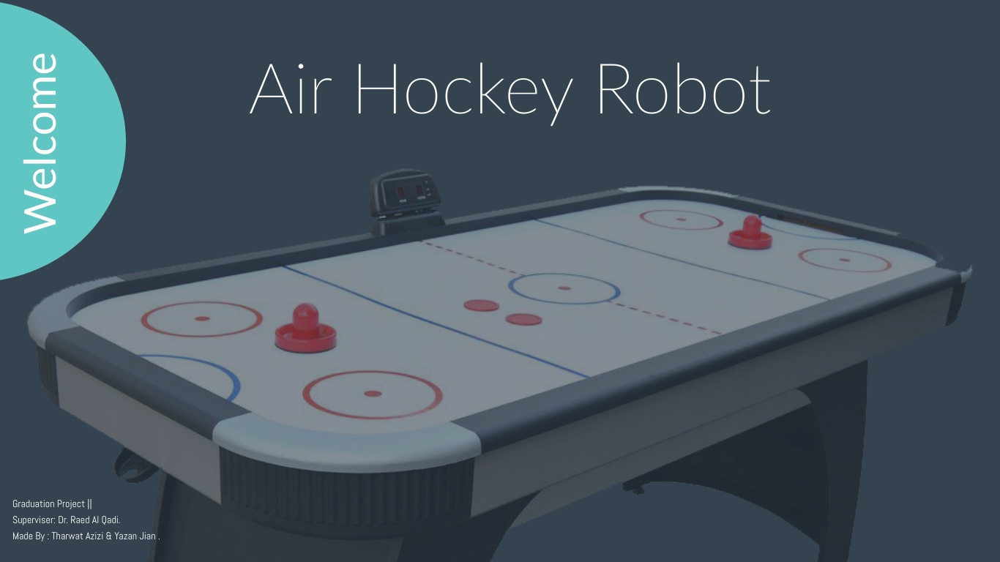 Welcome
Air Hockey Robot
Graduation Project ||
Superviser: Dr. Raed Al Qadi.
Made By : Tharwat Azizi & Yazan Jian .